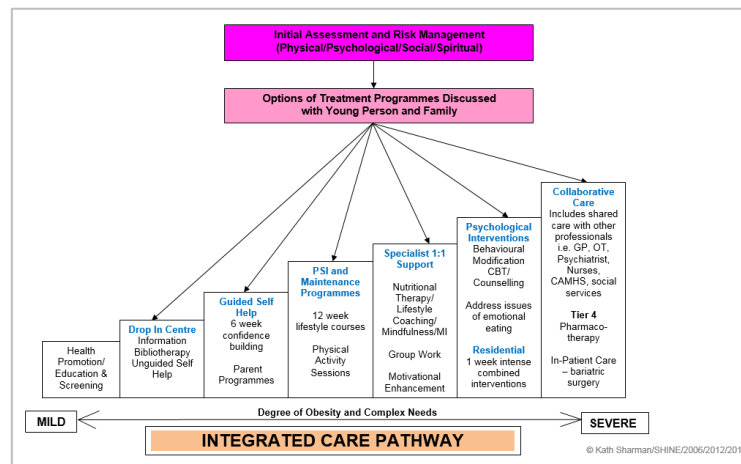 Initial Assessment and Risk Management
(Physical/Psychological/Social/Spiritual)
Options of Treatment Programmes Discussed
with Young Person and Family
Health
Promotion/
Education &
Screening
Drop In Centre
Information
Bibliotherapy
Unguided Self
Help
Guided Self
Help
6 week
confidence
building
Parent
Programmes
PSI and
Maintenance
Programmes
12 week
lifestyle courses
Physical
Activity
Sessions
Specialist 1:1
Support
Nutritional
Therapy/
Lifestyle
Coaching/
Mindfulness/MI
Group Work
Motivational
Enhancement
Psychological
Interventions
Behavioural
Modification
CBT/
Counselling
Address issues
of emotional
eating
Residential
1 week intense
combined
interventions
Collaborative
Care
Includes shared
care with other
professionals
i.e. GP, OT,
Psychiatrist,
Nurses,
CAMHS, social
services
Tier 4
Pharmaco-
therapy
In-Patient Care
– bariatric
surgery
Degree of Obesity and Complex Needs
MILD
SEVERE
INTEGRATED CARE PATHWAY
© Kath Sharman/SHINE/2006/2012/201